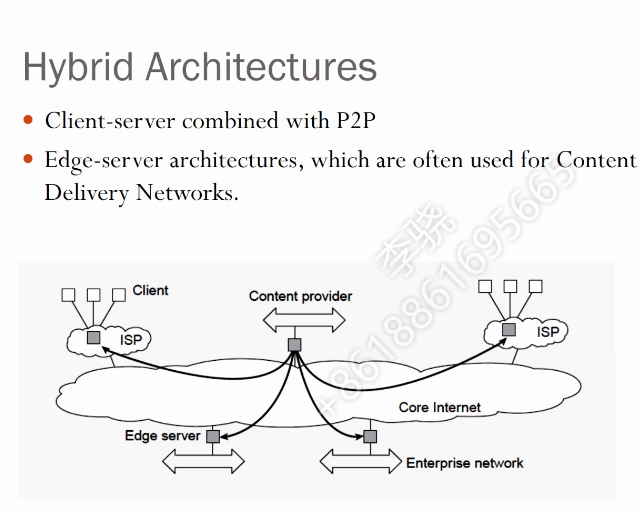 Hybrid Architectures
• Client-server combined with P2P
• Edge-server architectures, which are often used for Content
Delivery Networks.
李骁
+8618861695665
Client
Content provider
ISP
ISP
Core Internet
Edge server
Enterprise network